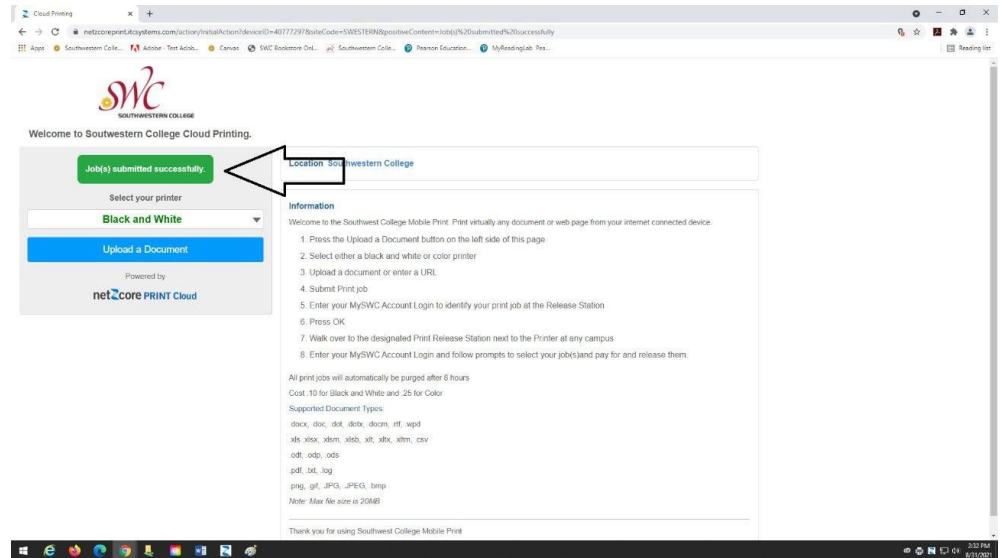 Cloud Printing
netzcoreprint.itcsystems.com/action/InitialAction?deviceID=40777297&siteCode=SWESTERN&positiveContent=Job(s)%20submitted%20successfully
Apps Southwestern Colle... Adobe - Test Adob... Canvas SWC Bookstore Onl... Southwestern Colle... Pearson Education... MyReadingLab Pea... Reading list
SWC
SOUTHWESTERN COLLEGE
Welcome to Soutwestern College Cloud Printing.
Job(s) submitted successfully.
Select your printer
Black and White
Upload a Document
Powered by
netZcore PRINT Cloud
Location Southwestern College
Information
Welcome to the Southwest College Mobile Print. Print virtually any document or web page from your internet connected device.
1. Press the Upload a Document button on the left side of this page
2. Select either a black and white or color printer
3. Upload a document or enter a URL
4. Submit Print job
5. Enter your MySWC Account Login to identify your print job at the Release Station
6. Press OK
7. Walk over to the designated Print Release Station next to the Printer at any campus
8. Enter your MySWC Account Login and follow prompts to select your job(s)and pay for and release them.
All print jobs will automatically be purged after 8 hours
Cost .10 for Black and White and .25 for Color
Supported Document Types:
.docx, .doc, .dot, .dotx, .docm, .rtf, .wpd
.xls .xlsx, .xlsm, .xlsb, .xlt, .xltx, .xltm, .csv
.odt, .odp, .ods
.pdf, .txt, .log
.png, .gif, .JPG, .JPEG, .bmp
Note: Max file size is 20MB
Thank you for using Southwest College Mobile Print
2:32 PM
8/31/2021